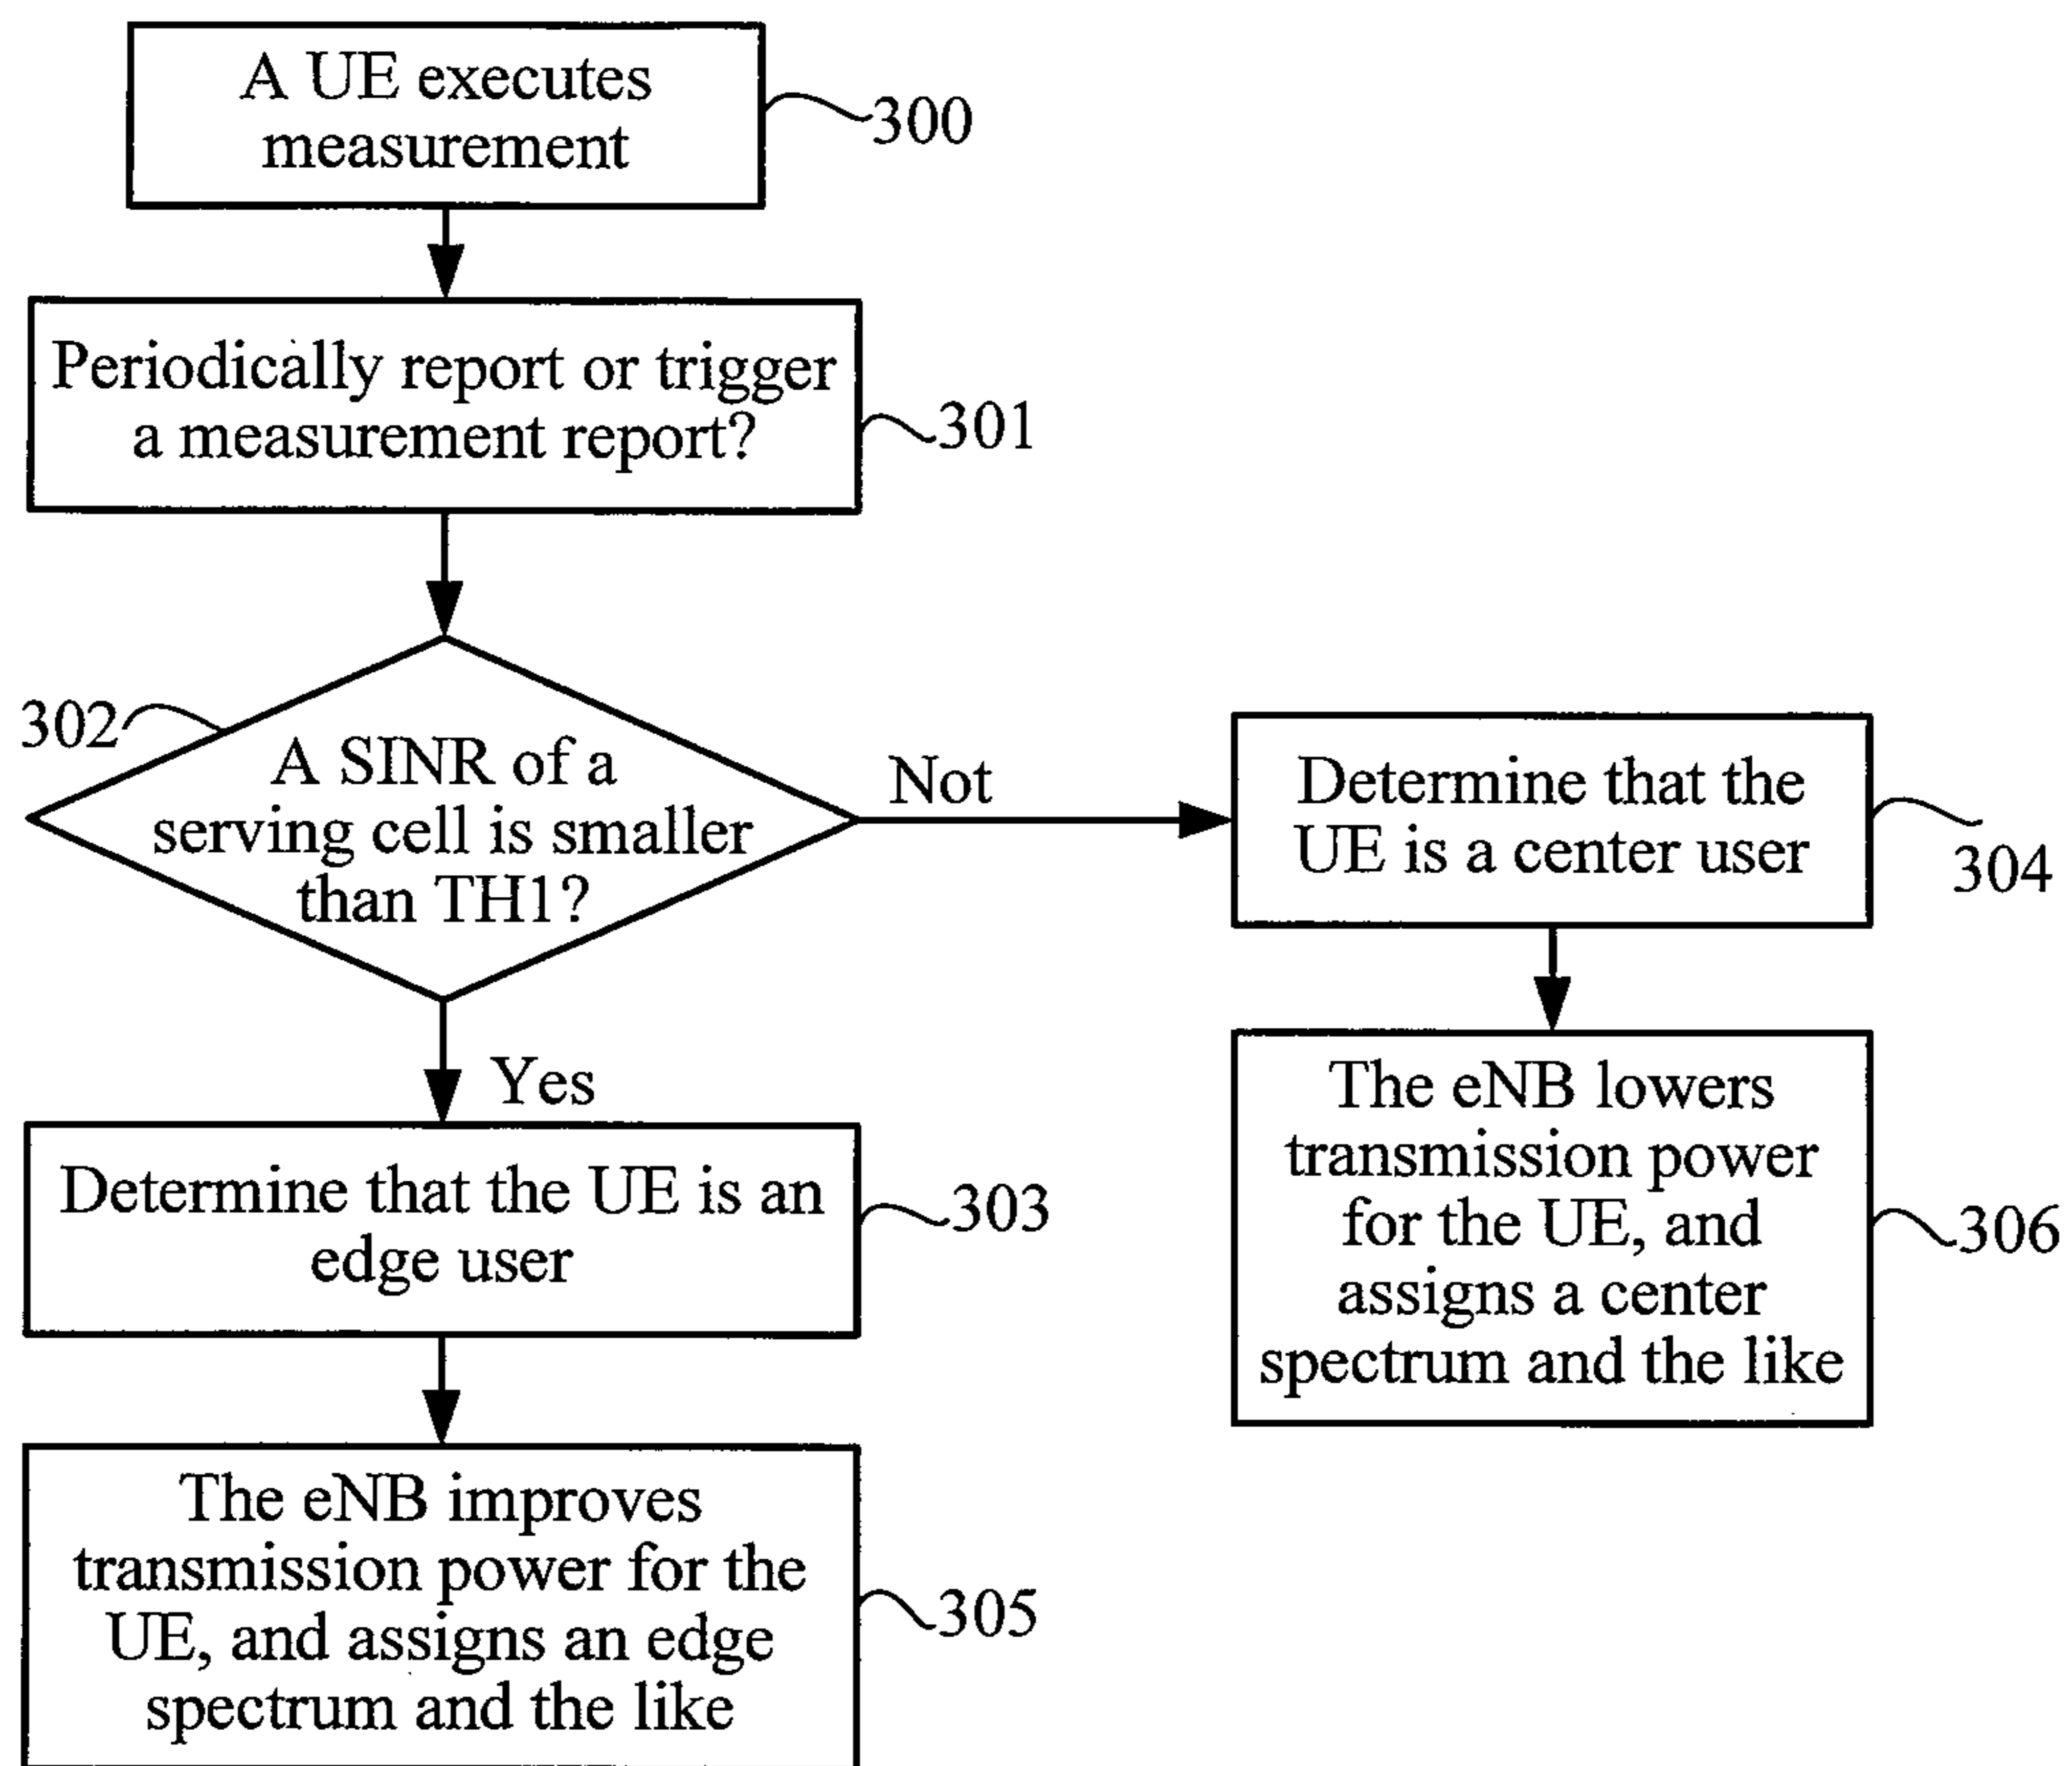 A UE executes
measurement
300
Periodically report or trigger
a measurement report?
301
302
A SINR of a
serving cell is smaller
than TH1?
Not
Determine that the
UE is a center user
304
Yes
Determine that the UE is an
edge user
303
The eNB lowers
transmission power
for the UE, and
assigns a center
spectrum and the like
306
The eNB improves
transmission power for the
UE, and assigns an edge
spectrum and the like
305